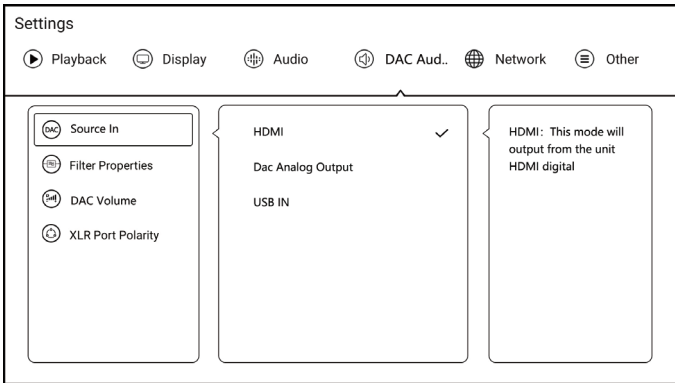 Settings
Playback Display Audio DAC Aud.. Network Other
DAC Source In
Filter Properties
DAC Volume
XLR Port Polarity
HDMI
Dac Analog Output
USB IN
HDMI: This mode will
output from the unit
HDMI digital